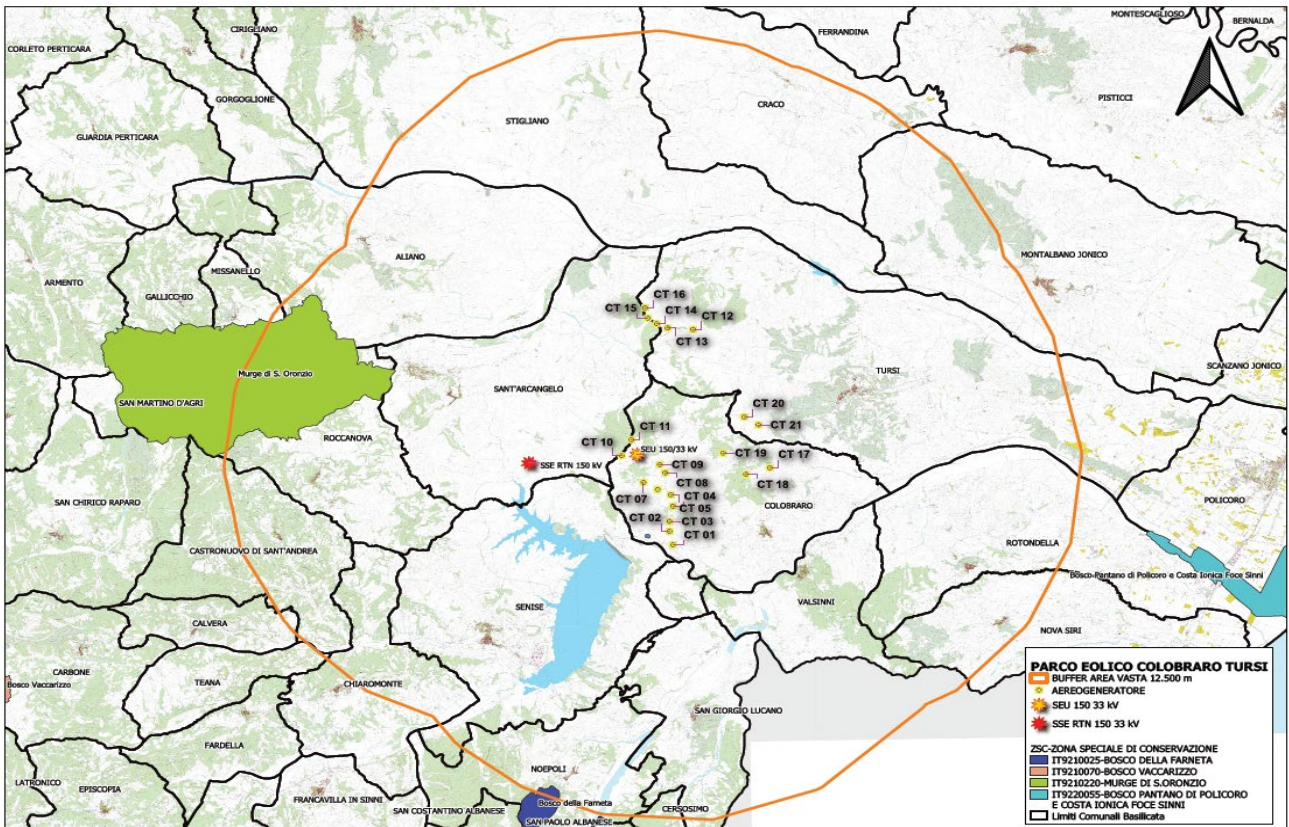 MONTESCAGLIOSO
BERNALDA
CIRIGLIANO
FERRANDINA
CORLETO PERTICARA
GORGOGLIONE
PISTICCI
CRACO
STIGLIANO
GUARDIA PERTICARA
ALIANO
MONTALBANO JONICO
MISSANELLO
ARMENTO
GALLICCHIO
CT 16
CT 15
CT 14
CT 12
CT 13
SCANZANO JONICO
TURSI
Murge di S. Oronzio
SANT'ARCANGELO
SAN MARTINO D'AGRI
CT 20
CT 21
CT 11
ROCCANOVA
CT 10
SEU 150/33 kV
CT 19
CT 17
SSE RTN 150 kV
CT 09
CT 18
CT 08
CT 07
CT 04
SAN CHIRICO RAPARO
POLICORO
CT 05
COLOBRARO
CT 02
CT 03
CT 01
ROTONDELLA
CASTRONUOVO DI SANT'ANDREA
Bosco-Pantano di Policoro e Costa Ionica Foce Sinni
VALSINNI
SENISE
CALVERA
NOVA SIRI
CARBONE
TEANA
Bosco Vaccarizzo
CHIAROMONTE
SAN GIORGIO LUCANO
FARDELLA
NOEPOLI
LATRONICO
EPISCOPIA
FRANCAVILLA IN SINNI
SAN COSTANTINO ALBANESE
Bosco della Farneta
CERSOSIMO
SAN PAOLO ALBANESE
PARCO EOLICO COLOBRARO TURSI
BUFFER AREA VASTA 12.500 m
AEREOGENERATORE
SEU 150 33 kV
SSE RTN 150 33 kV
ZSC-ZONA SPECIALE DI CONSERVAZIONE
IT9210025-BOSCO DELLA FARNETA
IT9210070-BOSCO VACCARIZZO
IT9210220-MURGE DI S.ORONZIO
IT9220055-BOSCO PANTANO DI POLICORO
E COSTA IONICA FOCE SINNI
Limiti Comunali Basilicata